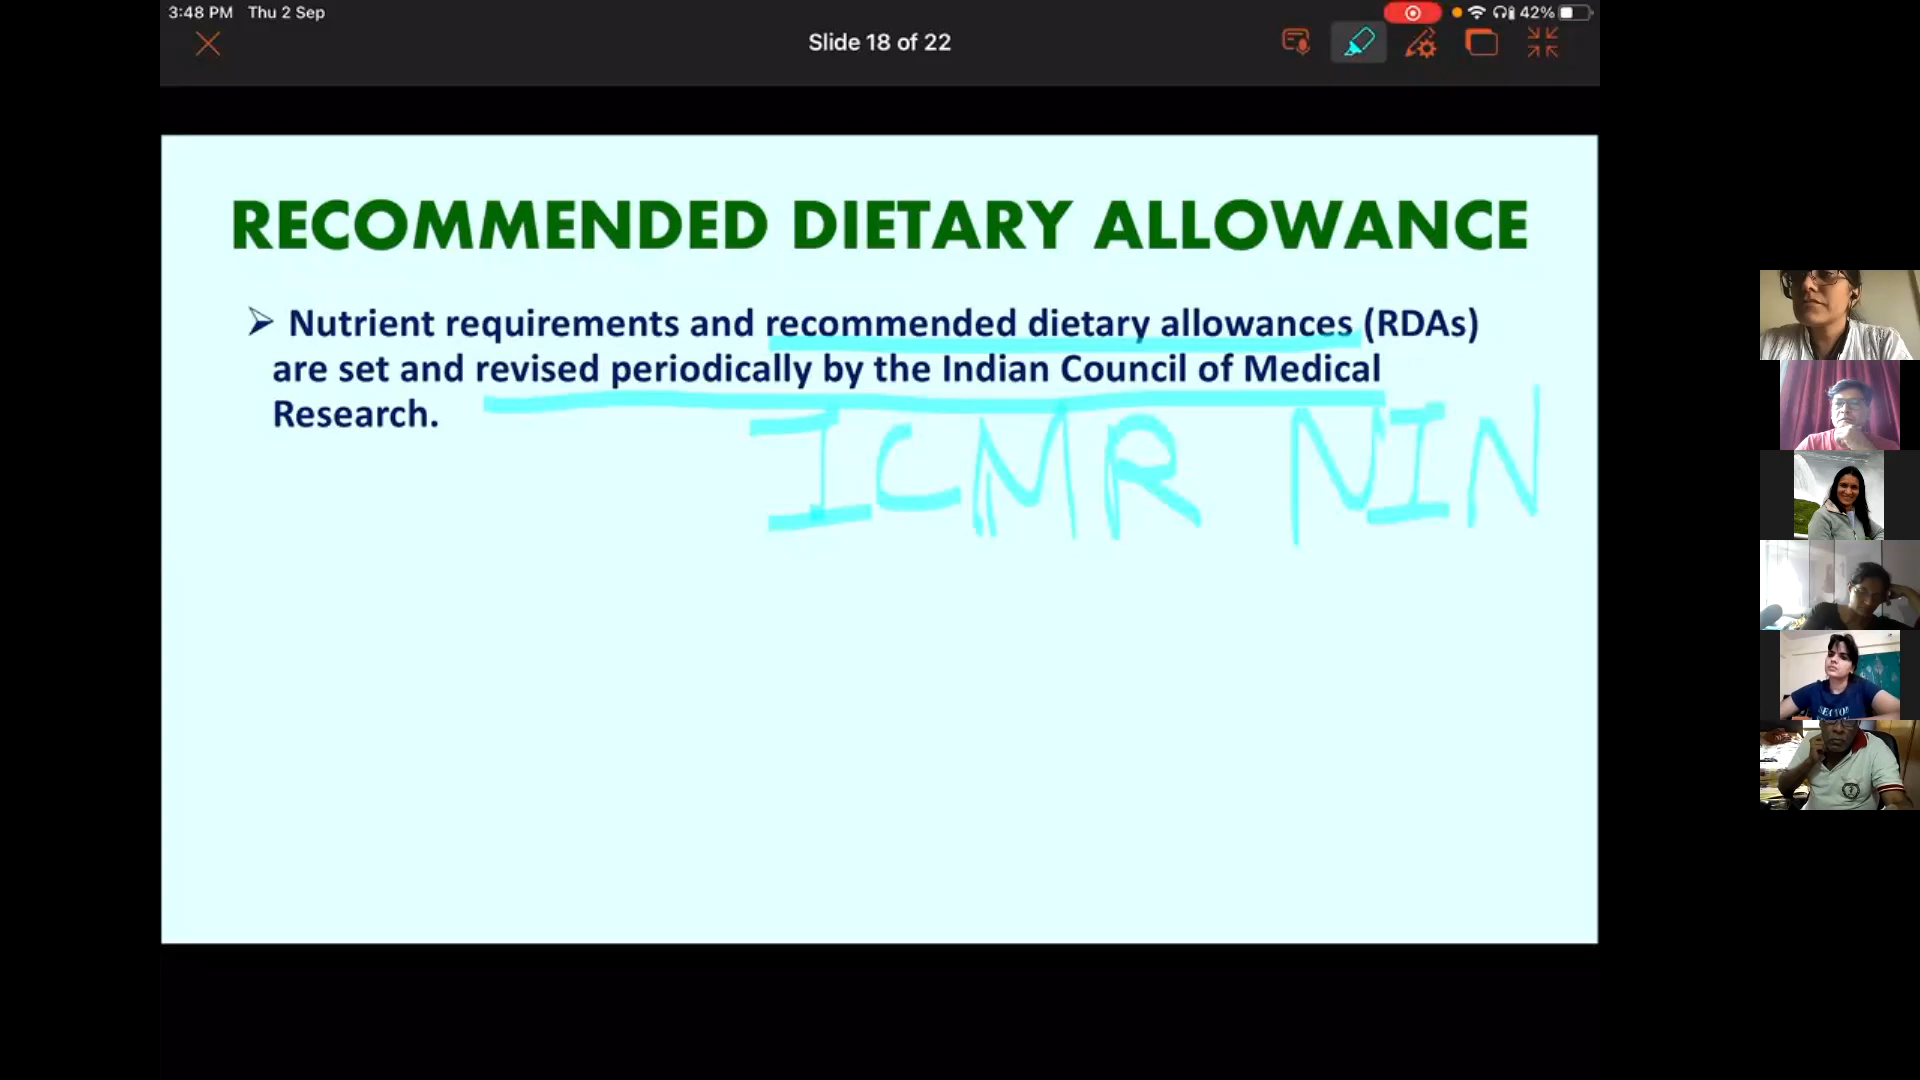 3:48 PM Thu 2 Sep
42%
Slide 18 of 22
RECOMMENDED DIETARY ALLOWANCE
➢ Nutrient requirements and recommended dietary allowances (RDAs)
are set and revised periodically by the Indian Council of Medical
Research.
ICMR NIN